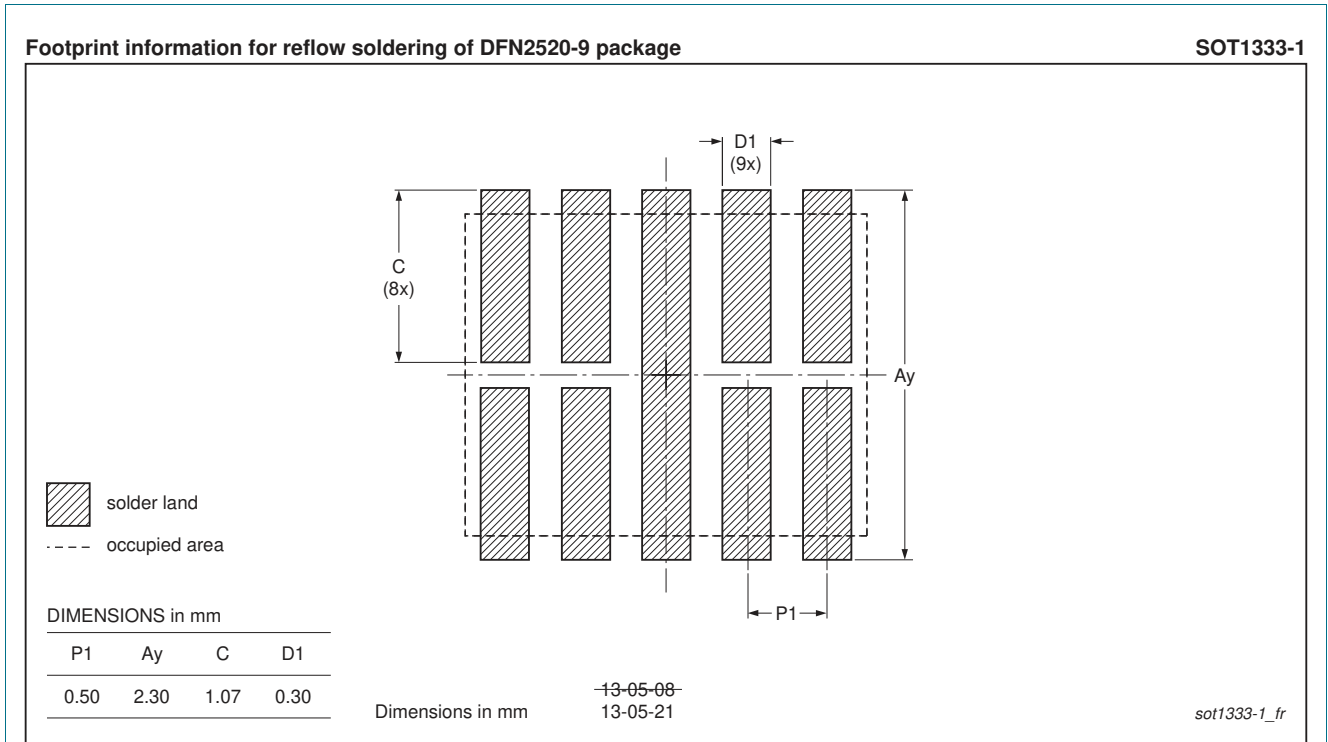 Footprint information for reflow soldering of DFN2520-9 package SOT1333-1
D1
(9x)
C
(8x)
Ay
solder land
occupied area
P1
DIMENSIONS in mm
P1 Ay C D1
0.50 2.30 1.07 0.30
13-05-08
Dimensions in mm 13-05-21
sot1333-1_fr